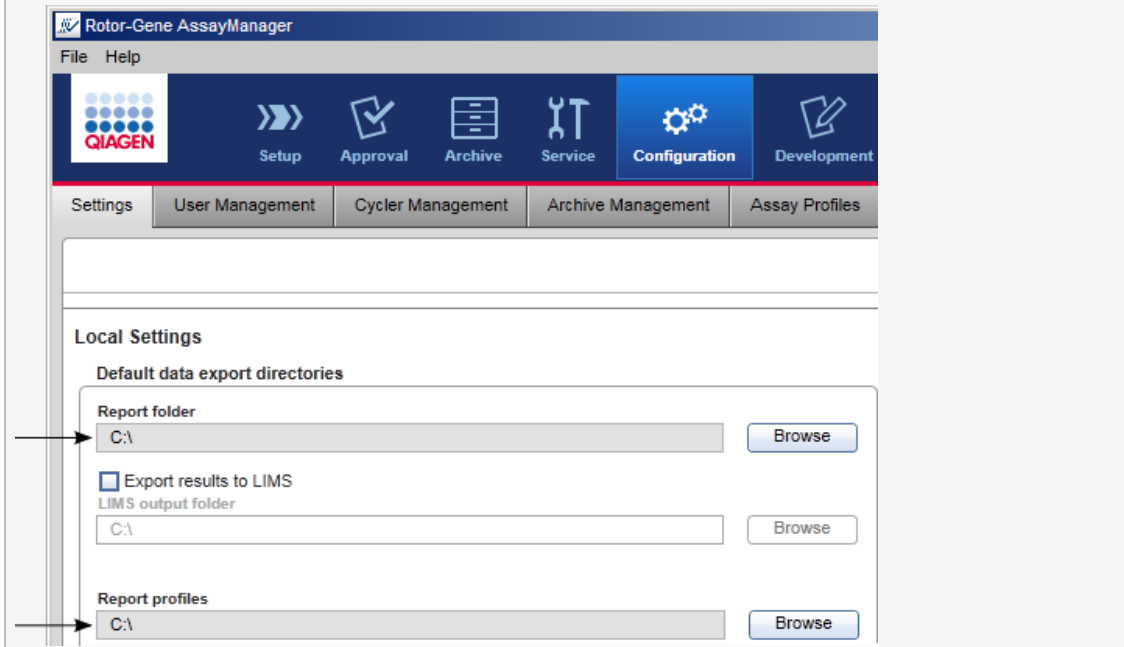 Rotor-Gene AssayManager
File Help
QIAGEN
Setup Approval Archive Service Configuration Development
Settings User Management Cycler Management Archive Management Assay Profiles
Local Settings
Default data export directories
Report folder
C:\ Browse
Export results to LIMS
LIMS output folder
C:\ Browse
Report profiles
C:\ Browse